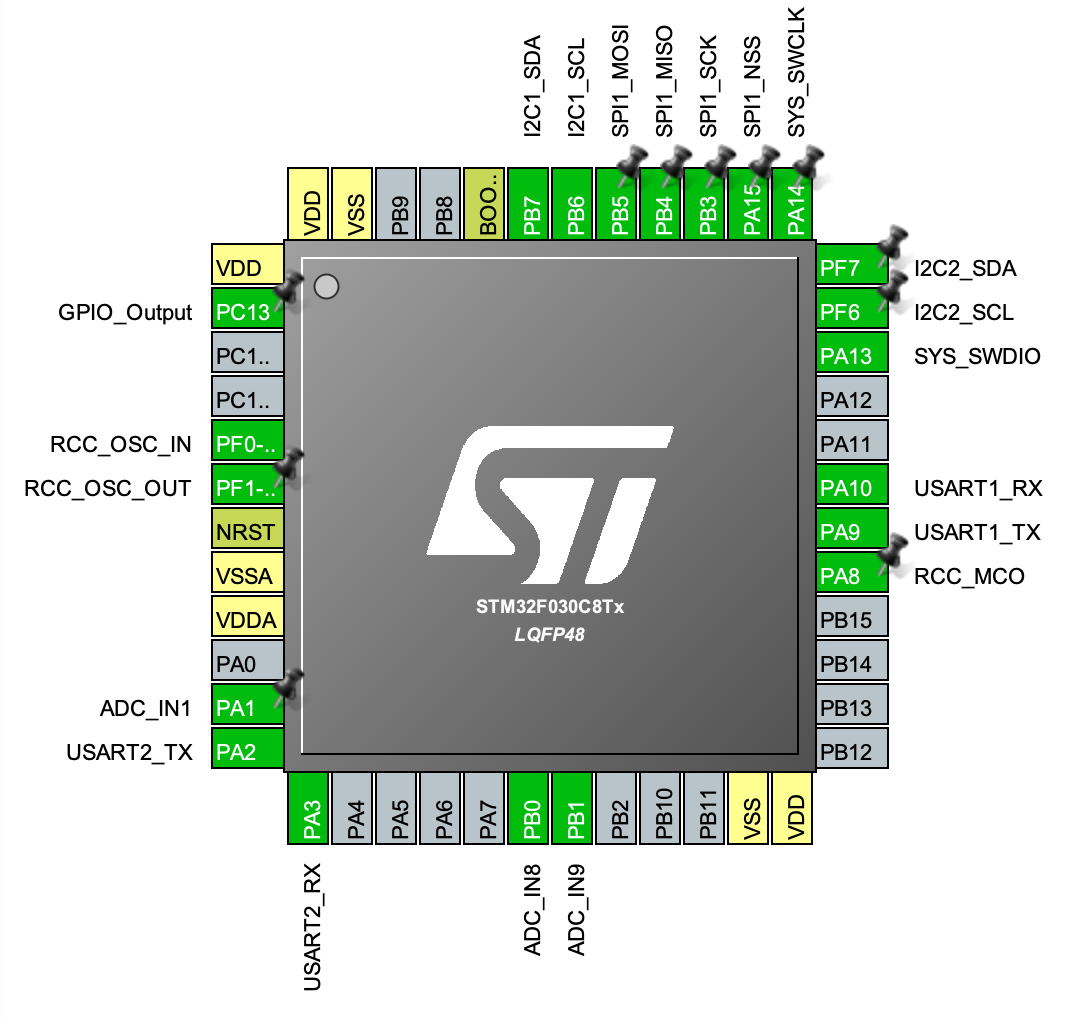 I2C1_SDA
I2C1_SCL
SPI1_MOSI
SPI1_MISO
SPI1_SCK
SPI1_NSS
SYS_SWCLK
VDD
VSS
PB9
PB8
BOO..
PB7
PB6
PB5
PB4
PB3
PA15
PA14
VDD
GPIO_Output PC13
PC1..
PC1..
RCC_OSC_IN PF0-..
RCC_OSC_OUT PF1-..
NRST
VSSA
VDDA
PA0
ADC_IN1 PA1
USART2_TX PA2
ST
STM32F030C8Tx
LQFP48
PF7 I2C2_SDA
PF6 I2C2_SCL
PA13 SYS_SWDIO
PA12
PA11
PA10 USART1_RX
PA9 USART1_TX
PA8 RCC_MCO
PB15
PB14
PB13
PB12
PA3
PA4
PA5
PA6
PA7
PB0
PB1
PB2
PB10
PB11
VSS
VDD
USART2_RX
ADC_IN8
ADC_IN9